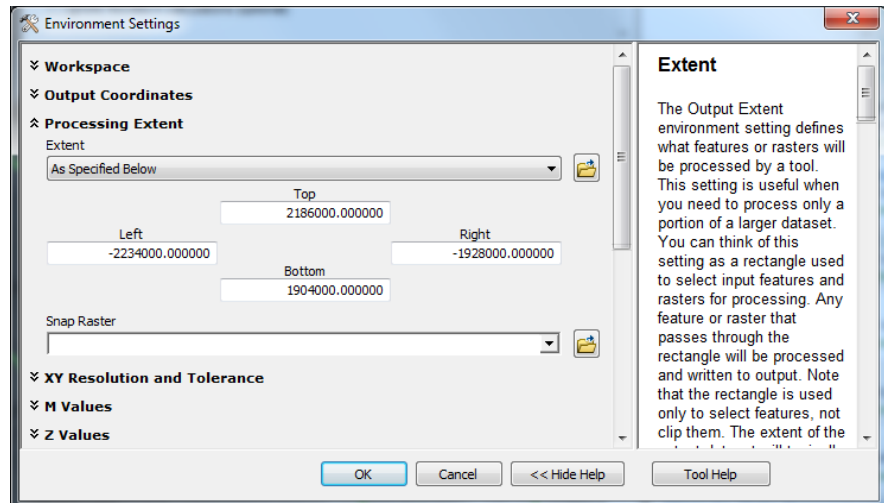 Environment Settings
Workspace
Output Coordinates
Processing Extent
Extent
As Specified Below
Top
2186000.000000
Left
Right
-2234000.000000
-1928000.000000
Bottom
1904000.000000
Snap Raster
XY Resolution and Tolerance
M Values
Z Values
OK
Cancel
<< Hide Help
Tool Help
Extent
The Output Extent
environment setting defines
what features or rasters will
be processed by a tool.
This setting is useful when
you need to process only a
portion of a larger dataset.
You can think of this
setting as a rectangle used
to select input features and
rasters for processing. Any
feature or raster that
passes through the
rectangle will be processed
and written to output. Note
that the rectangle is used
only to select features, not
clip them. The extent of the